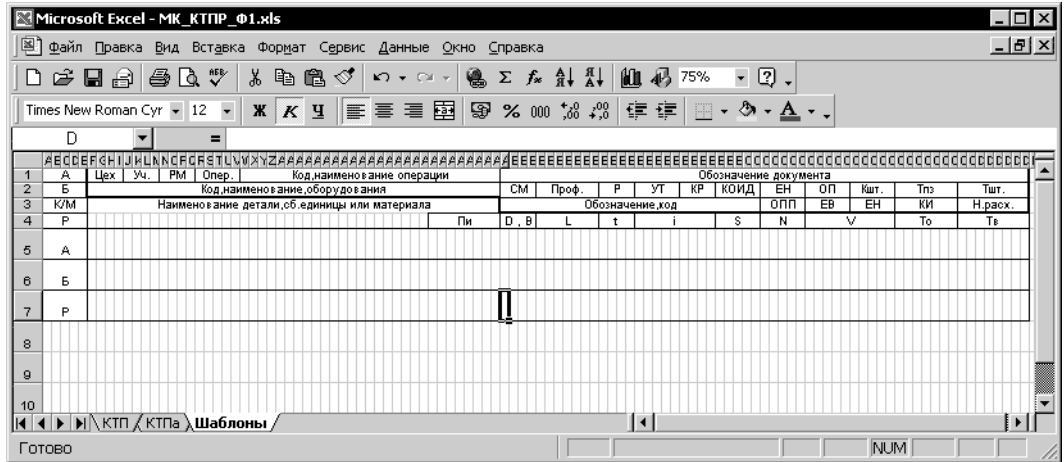 Microsoft Excel - МК_КТПР_Ф1.xls
Файл Правка Вид Вставка Формат Сервис Данные Окно Справка
75%
Times New Roman Cyr 12 Ж К Ч % 000
D =
1 А Цех Уч. РМ Опер. Код,наименование операции Обозначение документа
2 Б Код,наименование,оборудования СМ Проф. Р УТ КР КОИД ЕН ОП Кшт. Тпз Тшт.
3 К/М Наименование детали,сб.единицы или материала Обозначение,код ОПП ЕВ ЕН КИ Н.расх.
4 Р Пи D , В L t i S N V То Тв
5 А
6 Б
7 Р
8
9
10
КТП КТПа Шаблоны
Готово NUM